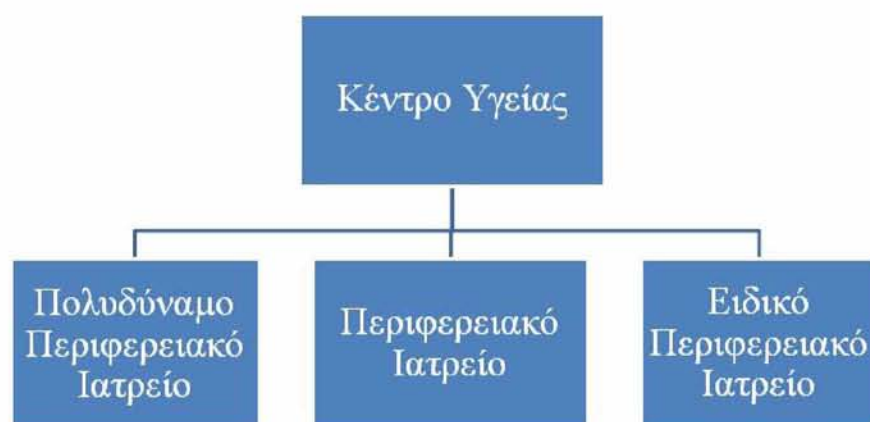 Κέντρο Υγείας
Πολυδύναμο
Περιφερειακό
Ιατρείο
Περιφερειακό
Ιατρείο
Ειδικό
Περιφερειακό
Ιατρείο